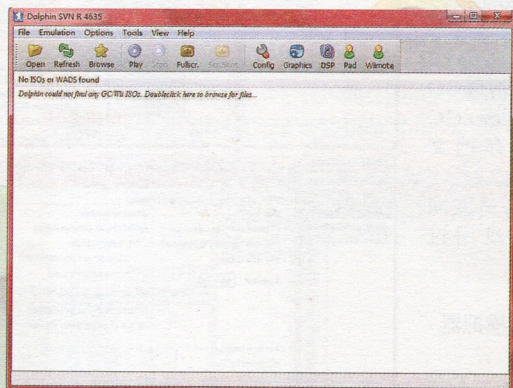 Dolphin SVN R 4635
File Emulation Options Tools View Help
Open Refresh Browse Play Stop Fullscr. Scr.Shot Config Graphics DSP Pad Wiimote
No ISOs or WADS found
Dolphin could not find any GC/Wii ISOs. Doubleclick here to browse for files...